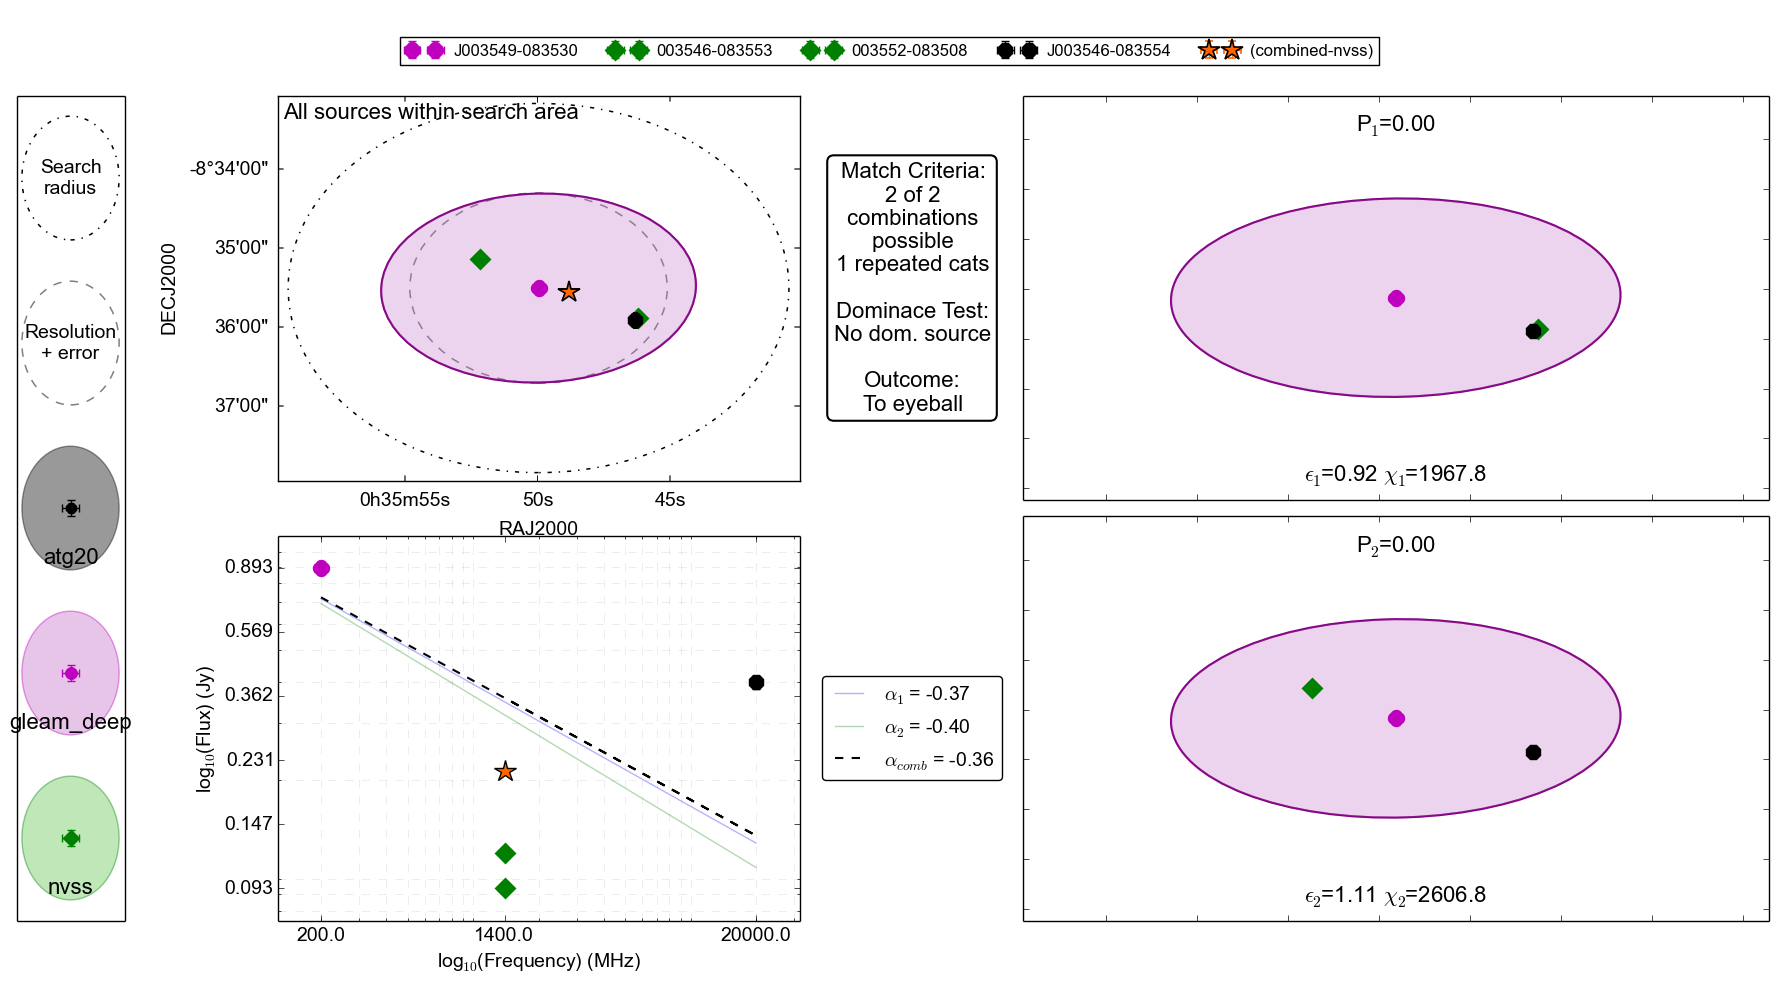 J003549-083530
003546-083553
003552-083508
J003546-083554
(combined-nvss)
Search
radius
Resolution
+ error
atg20
gleam_deep
nvss
All sources within search area
DECJ2000
-8°34'00"
35'00"
36'00"
37'00"
0h35m55s
50s
45s
RAJ2000
Match Criteria:
2 of 2
combinations
possible
1 repeated cats
Dominace Test:
No dom. source
Outcome:
To eyeball
P1=0.00
ϵ1=0.92 χ1=1967.8
log10(Flux) (Jy)
0.893
0.569
0.362
0.231
0.147
0.093
200.0
1400.0
20000.0
log10(Frequency) (MHz)
α1 = -0.37
α2 = -0.40
αcomb = -0.36
P2=0.00
ϵ2=1.11 χ2=2606.8